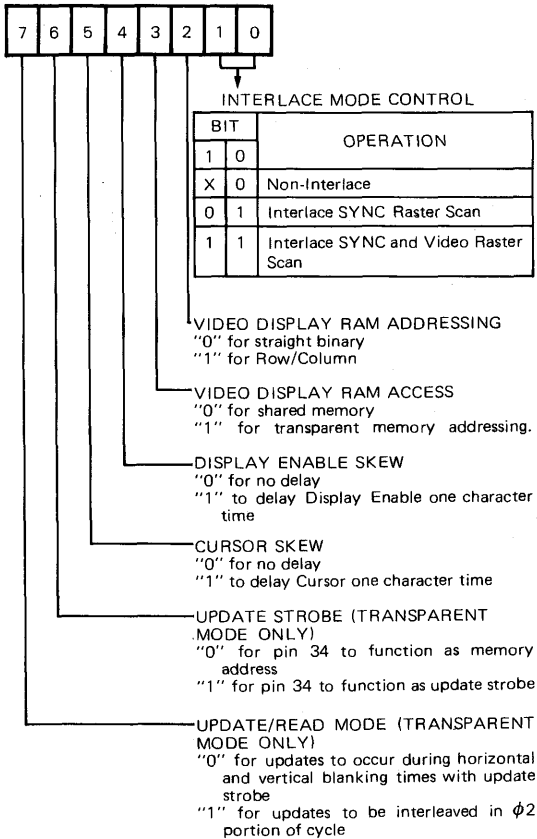 7 6 5 4 3 2 1 0
INTERLACE MODE CONTROL
BIT OPERATION
1 0
X 0 Non-Interlace
0 1 Interlace SYNC Raster Scan
1 1 Interlace SYNC and Video Raster
Scan
VIDEO DISPLAY RAM ADDRESSING
"0" for straight binary
"1" for Row/Column
VIDEO DISPLAY RAM ACCESS
"0" for shared memory
"1" for transparent memory addressing.
DISPLAY ENABLE SKEW
"0" for no delay
"1" to delay Display Enable one character
time
CURSOR SKEW
"0" for no delay
"1" to delay Cursor one character time
UPDATE STROBE (TRANSPARENT
MODE ONLY)
"0" for pin 34 to function as memory
address
"1" for pin 34 to function as update strobe
UPDATE/READ MODE (TRANSPARENT
MODE ONLY)
"0" for updates to occur during horizontal
and vertical blanking times with update
strobe
"1" for updates to be interleaved in ϕ2
portion of cycle